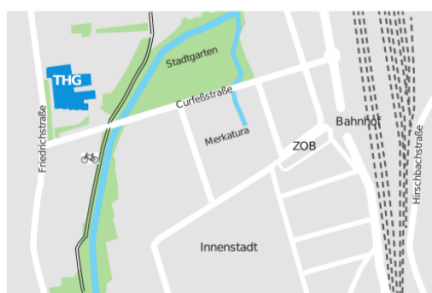 Stadtgarten
THG
Curfeßstraße
Friedrichstraße
Merkatura
Bahnhof
ZOB
Hirschbachstraße
Innenstadt